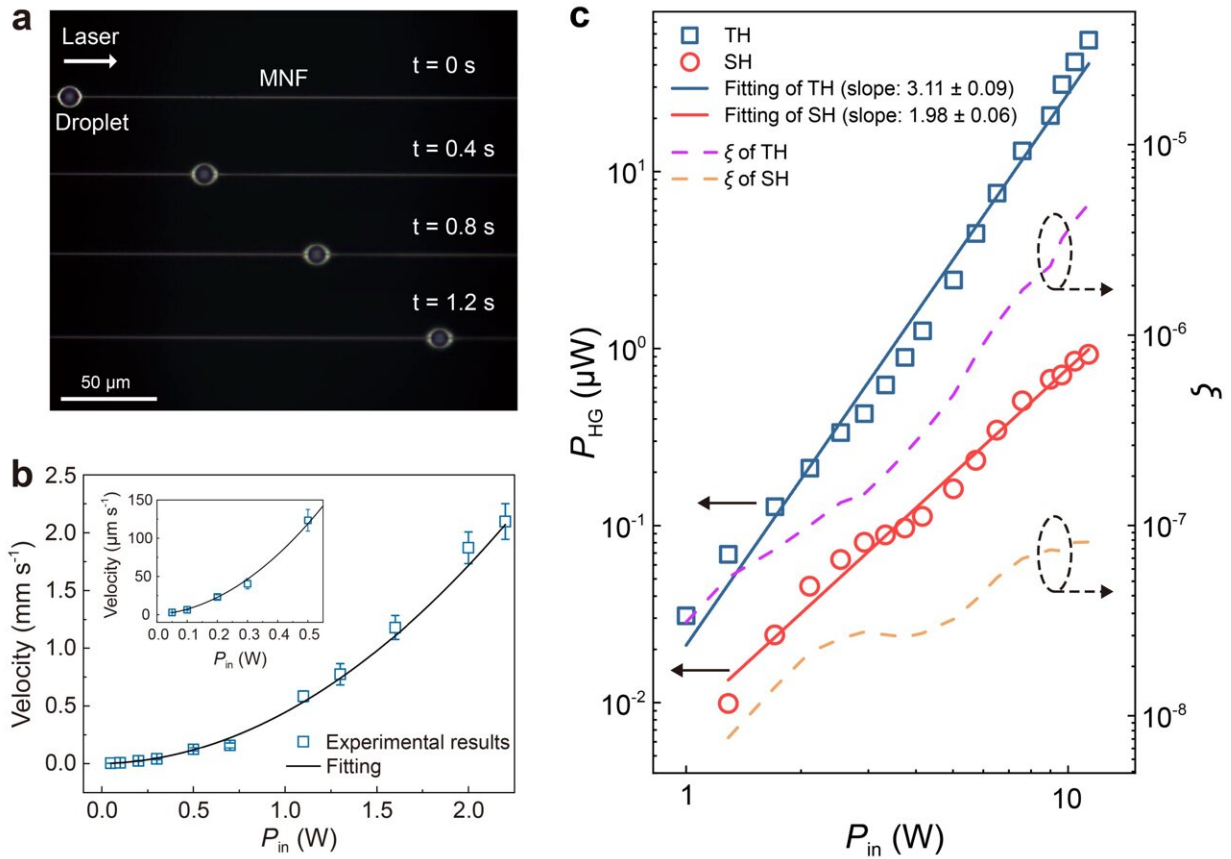 a
Laser
MNF
t = 0 s
Droplet
t = 0.4 s
t = 0.8 s
t = 1.2 s
50 μm
b
2.5
2.0
1.5
1.0
0.5
0.0
Velocity (mm s⁻¹)
0.0 0.5 1.0 1.5 2.0
P_in (W)
150
100
50
0
Velocity (μm s⁻¹)
0.0 0.1 0.2 0.3 0.4 0.5
P_in (W)
Experimental results
Fitting
c
TH
SH
Fitting of TH (slope: 3.11 ± 0.09)
Fitting of SH (slope: 1.98 ± 0.06)
ξ of TH
ξ of SH
10¹
10⁰
10⁻¹
10⁻²
P_HG (μW)
10⁻⁵
10⁻⁶
10⁻⁷
10⁻⁸
ξ
1 10
P_in (W)